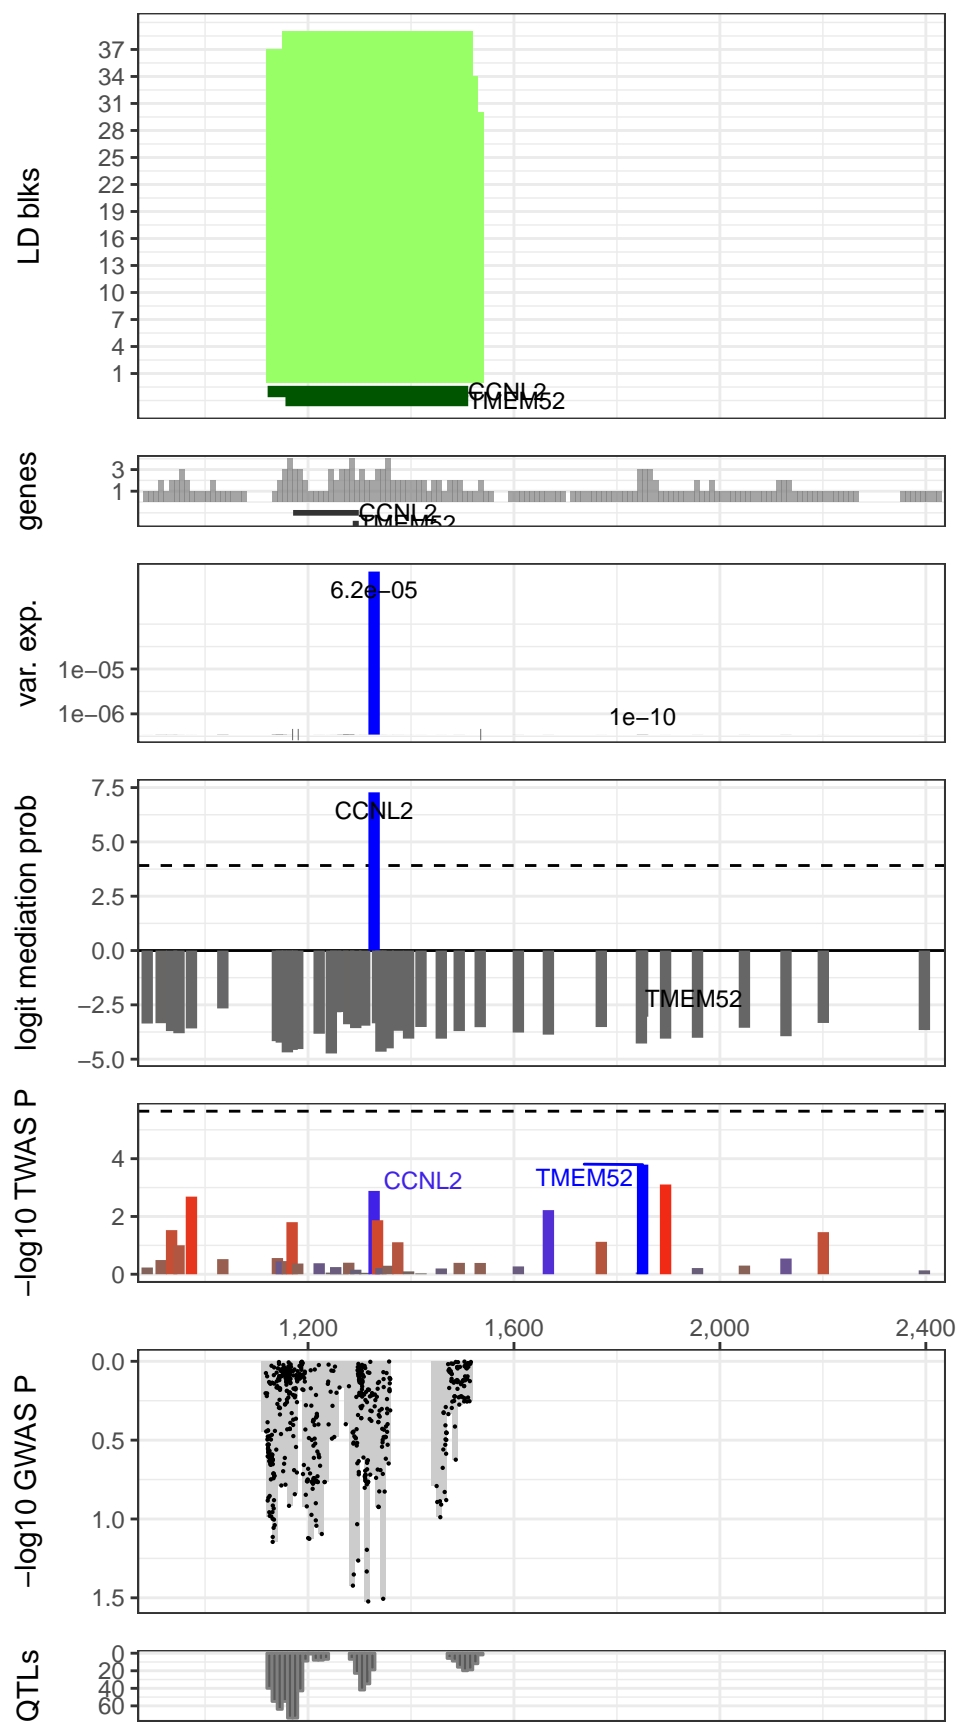 LD blks
37
34
31
28
25
22
19
16
13
10
7
4
1
CCNL2
TMEM52
genes
3
1
CCNL2
TMEM52
var. exp.
1e−05
1e−06
6.2e−05
1e−10
logit mediation prob
7.5
5.0
2.5
0.0
−2.5
−5.0
CCNL2
TMEM52
−log10 TWAS P
4
2
0
CCNL2
TMEM52
1,200
1,600
2,000
2,400
−log10 GWAS P
0.0
0.5
1.0
1.5
QTLs
0
20
40
60